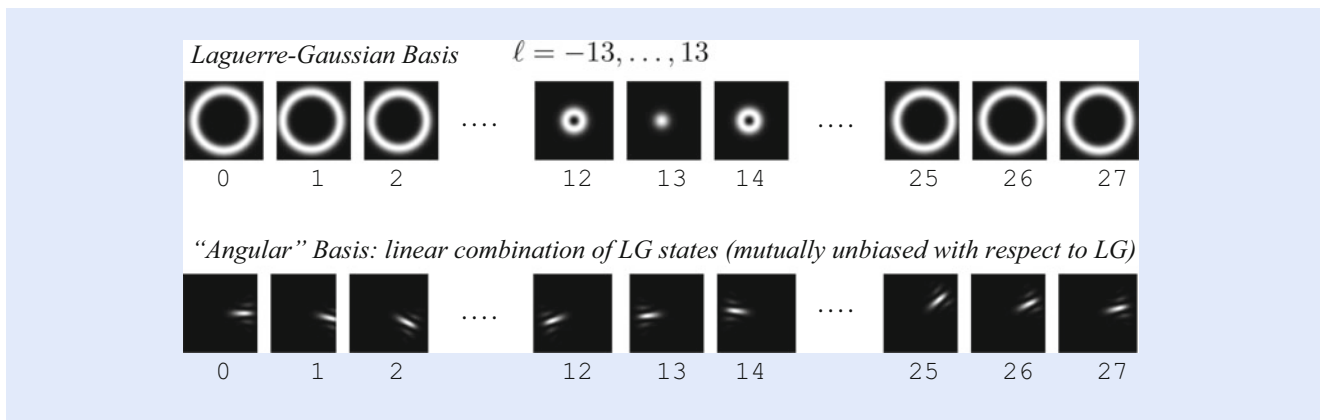 Laguerre-Gaussian Basis ℓ = −13, . . . , 13
0 1 2 .... 12 13 14 .... 25 26 27
“Angular” Basis: linear combination of LG states (mutually unbiased with respect to LG)
0 1 2 .... 12 13 14 .... 25 26 27